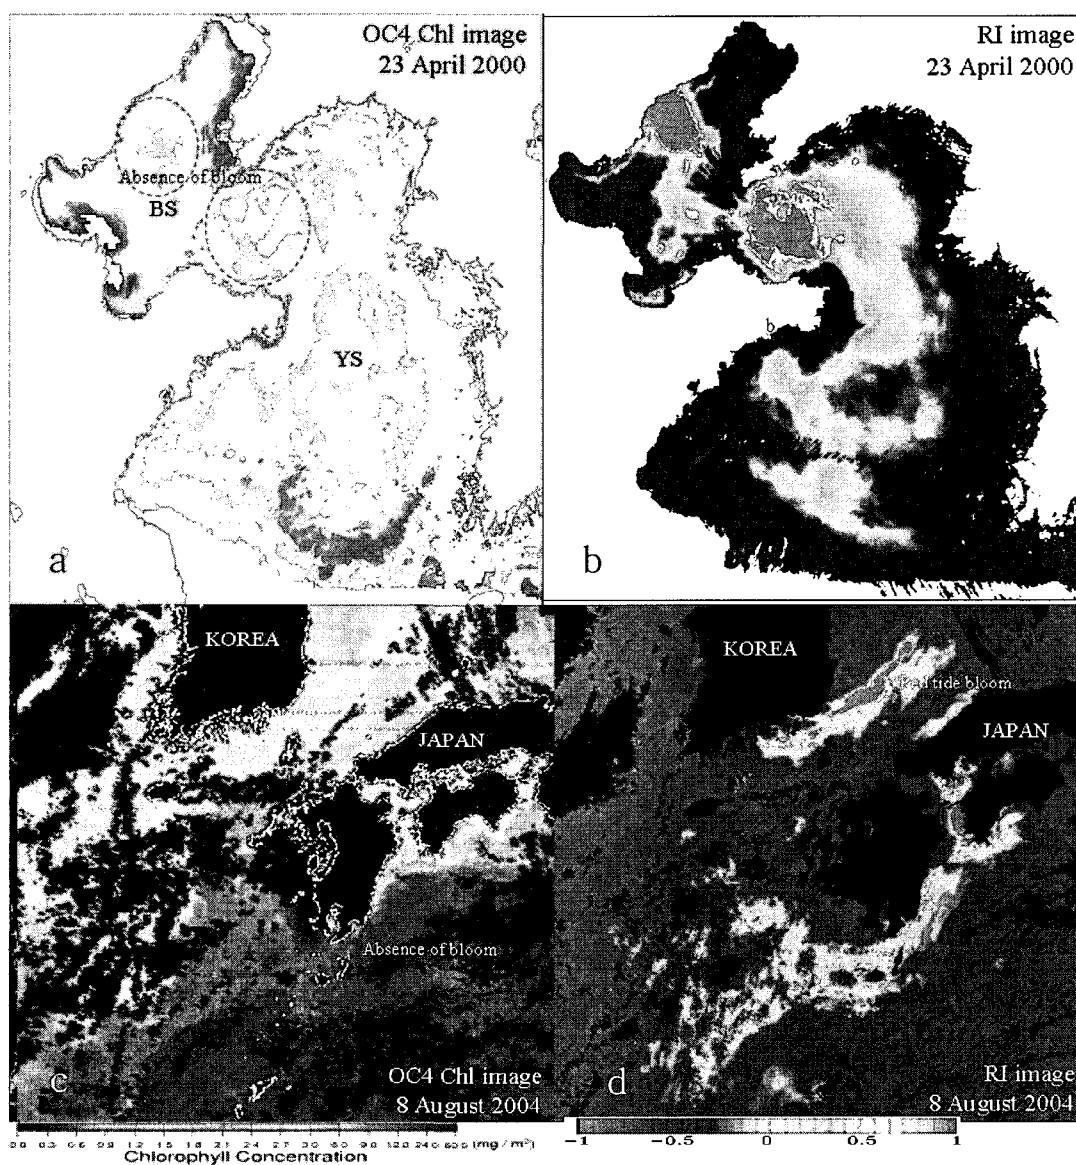 OC4 Chl image
23 April 2000
Absence of bloom
BS
YS
a
RI image
23 April 2000
b
b
KOREA
JAPAN
Absence of bloom
c
OC4 Chl image
8 August 2004
KOREA
Red tide bloom
JAPAN
d
RI image
8 August 2004
(mg / m³)
Chlorophyll Concentration
-1 0 0.5 1